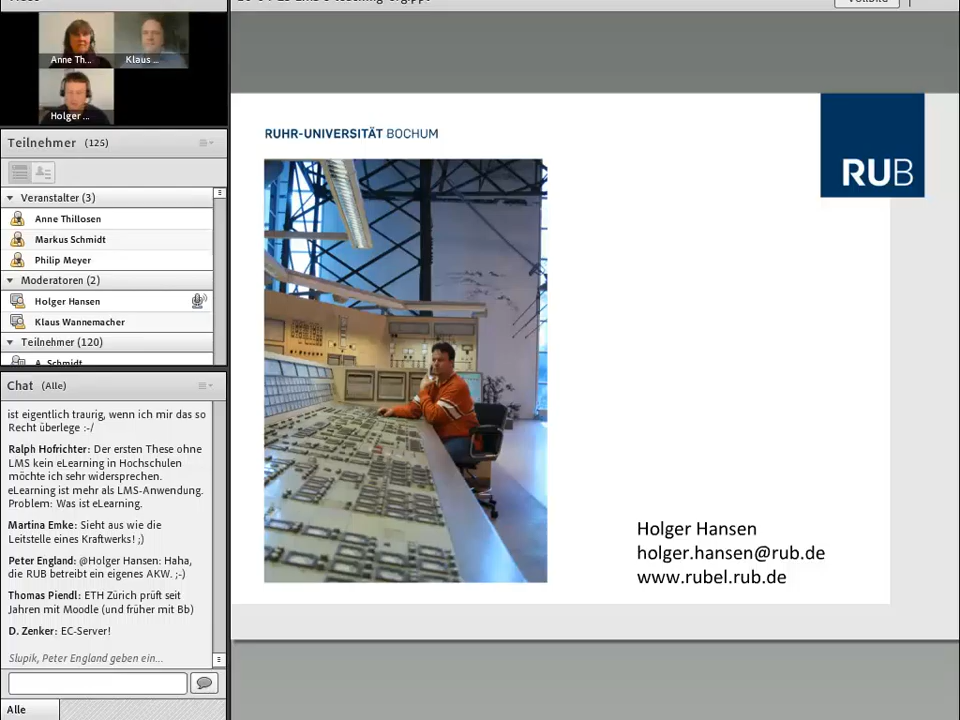 Vollbild
Anne Th...
Klaus ...
Holger ...
Teilnehmer (125)
Veranstalter (3)
Anne Thillosen
Markus Schmidt
Philip Meyer
Moderatoren (2)
Holger Hansen
Klaus Wannemacher
Teilnehmer (120)
A. Schmidt
Chat (Alle)
ist eigentlich traurig, wenn ich mir das so
Recht überlege :-/
Ralph Hofrichter: Der ersten These ohne
LMS kein eLearning in Hochschulen
möchte ich sehr widersprechen.
eLearning ist mehr als LMS-Anwendung.
Problem: Was ist eLearning.
Martina Emke: Sieht aus wie die
Leitstelle eines Kraftwerks! ;)
Peter England: @Holger Hansen: Haha,
die RUB betreibt ein eigenes AKW. ;-)
Thomas Piendl: ETH Zürich prüft seit
Jahren mit Moodle (und früher mit Bb)
D. Zenker: EC-Server!
Slupik, Peter England geben ein...
Alle
RUHR-UNIVERSITÄT BOCHUM
RUB
Holger Hansen
holger.hansen@rub.de
www.rubel.rub.de